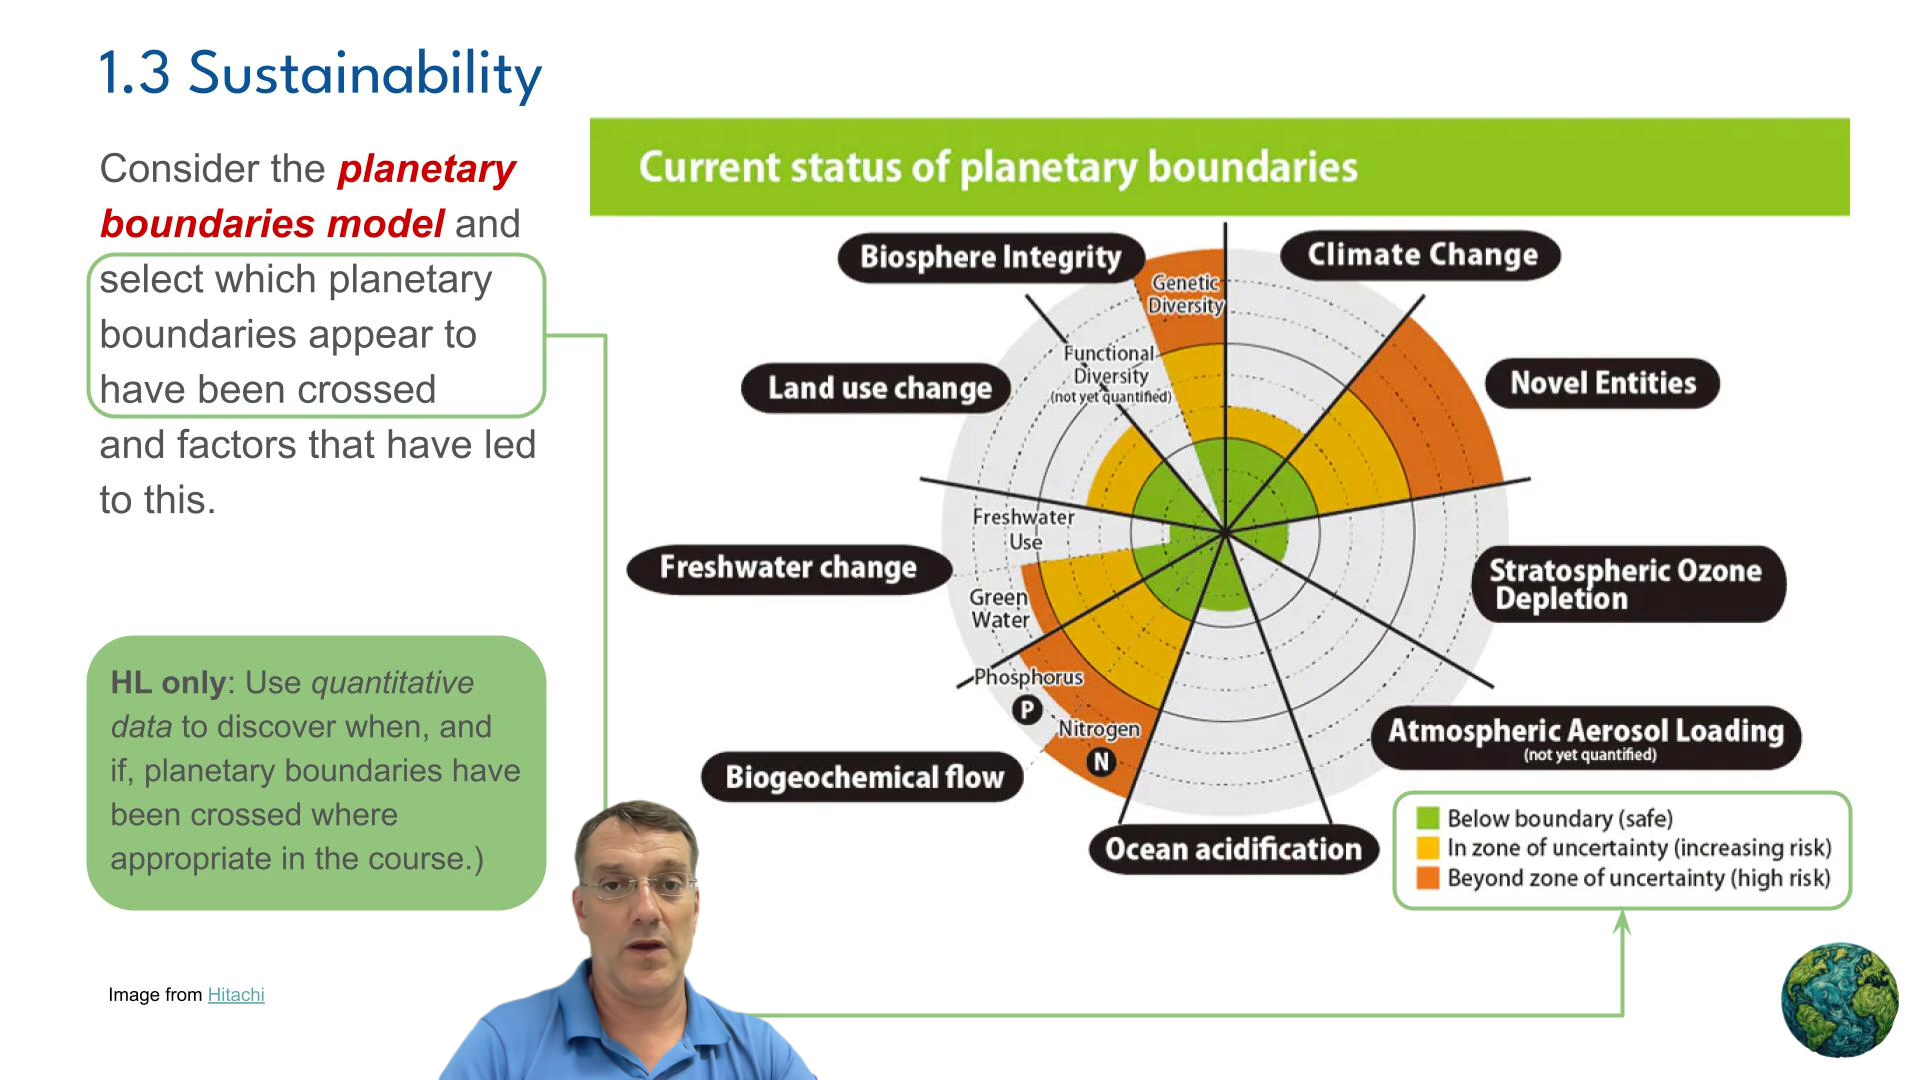 1.3 Sustainability
Consider the planetary
boundaries model and
select which planetary
boundaries appear to
have been crossed
and factors that have led
to this.
HL only: Use quantitative
data to discover when, and
if, planetary boundaries have
been crossed where
appropriate in the course.)
Image from Hitachi
Current status of planetary boundaries
Biosphere Integrity
Climate Change
Genetic
Diversity
Functional
Diversity
(not yet quantified)
Land use change
Novel Entities
Freshwater
Use
Freshwater change
Stratospheric Ozone
Depletion
Green
Water
Phosphorus
P
Nitrogen
N
Atmospheric Aerosol Loading
(not yet quantified)
Biogeochemical flow
Ocean acidification
Below boundary (safe)
In zone of uncertainty (increasing risk)
Beyond zone of uncertainty (high risk)